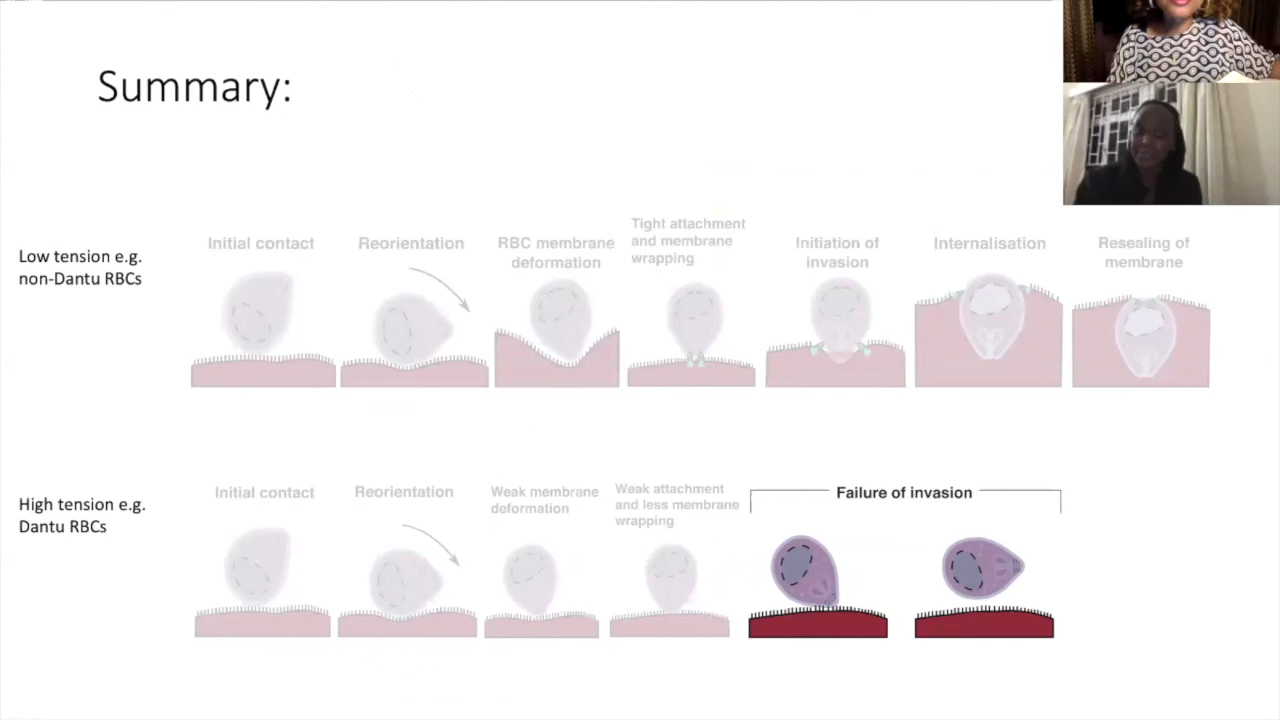 Summary:
Low tension e.g.
non-Dantu RBCs
Initial contact
Reorientation
RBC membrane
deformation
Tight attachment
and membrane
wrapping
Initiation of
invasion
Internalisation
Resealing of
membrane
High tension e.g.
Dantu RBCs
Initial contact
Reorientation
Weak membrane
deformation
Weak attachment
and less membrane
wrapping
Failure of invasion